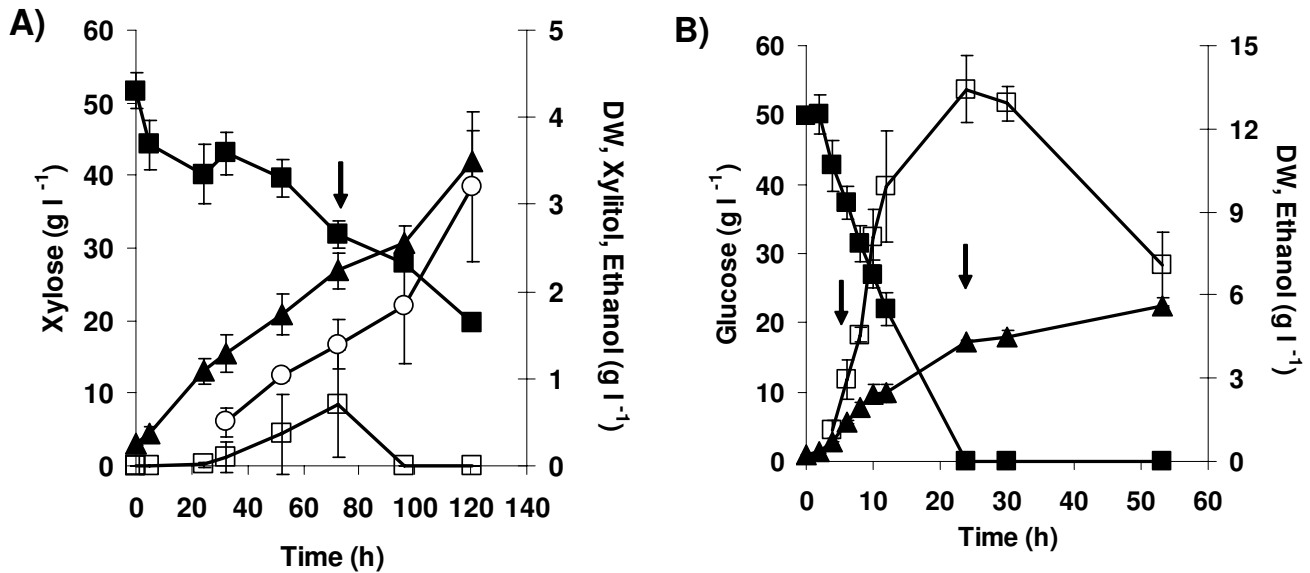 A)
60
50
40
30
20
10
0
Xylose (g l⁻¹)
5
4
3
2
1
0
DW, Xylitol, Ethanol (g l⁻¹)
0 20 40 60 80 100 120 140
Time (h)
B)
60
50
40
30
20
10
0
Glucose (g l⁻¹)
15
12
9
6
3
0
DW, Ethanol (g l⁻¹)
0 10 20 30 40 50 60
Time (h)